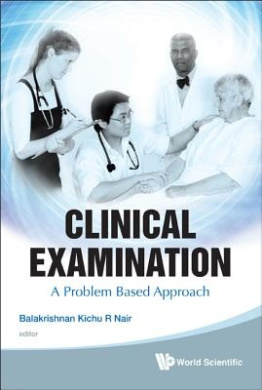 CLINICAL
EXAMINATION
A Problem Based Approach
Balakrishnan Kichu R Nair
editor
World Scientific